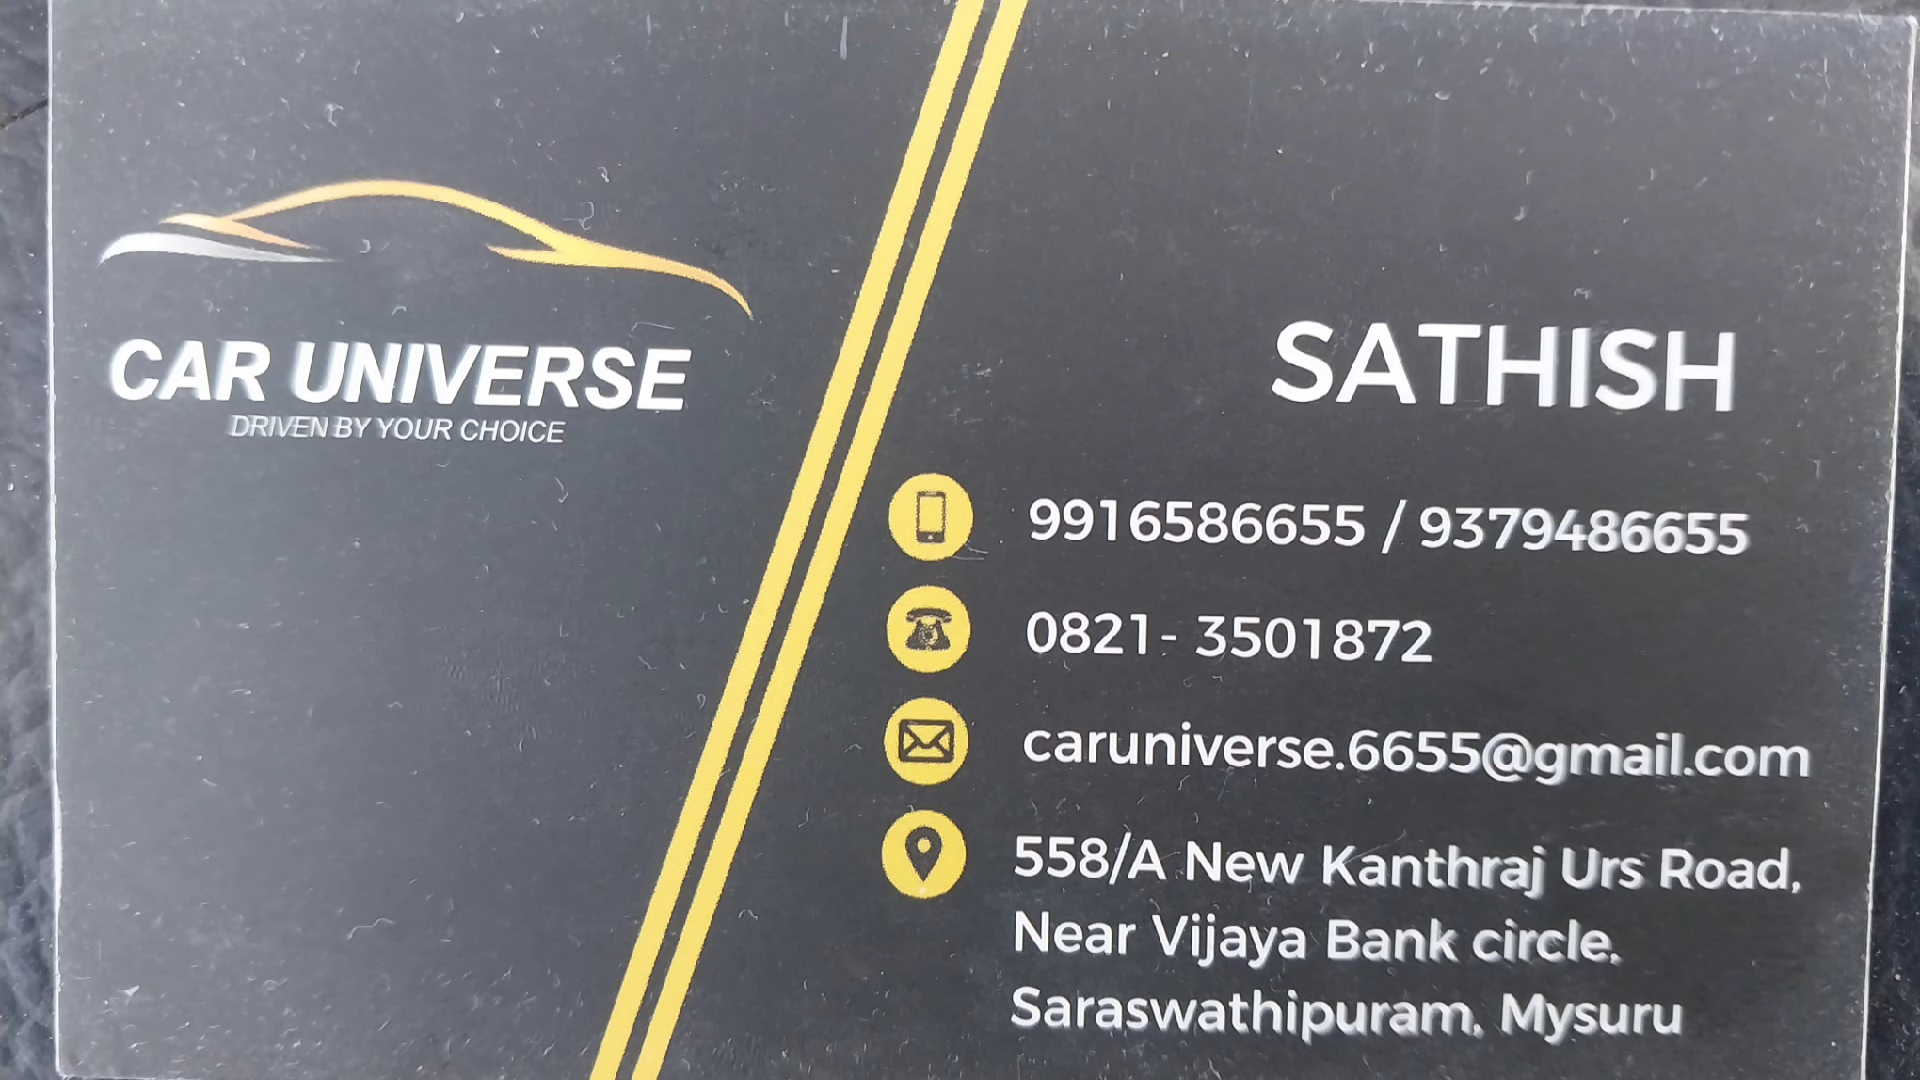 CAR UNIVERSE
DRIVEN BY YOUR CHOICE
SATHISH
9916586655 / 9379486655
0821- 3501872
caruniverse.6655@gmail.com
558/A New Kanthraj Urs Road,
Near Vijaya Bank circle,
Saraswathipuram, Mysuru